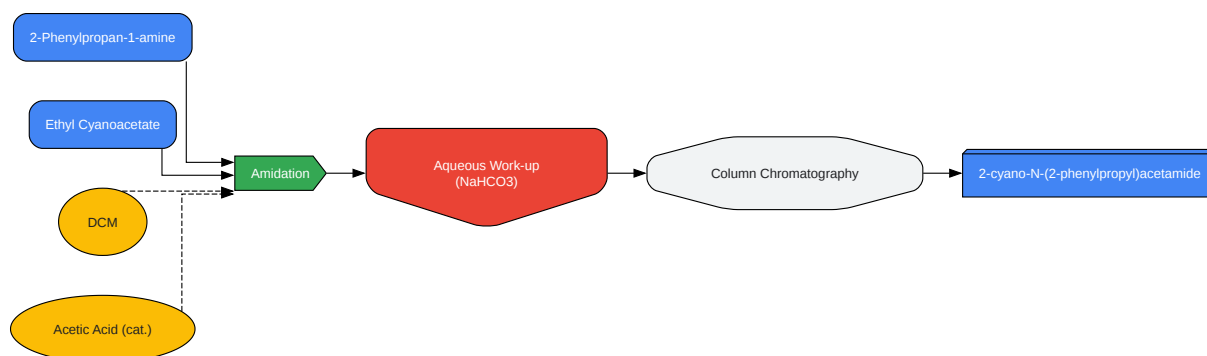 2-Phenylpropan-1-amine
Ethyl Cyanoacetate
DCM
Acetic Acid (cat.)
Amidation
Aqueous Work-up
(NaHCO3)
Column Chromatography
2-cyano-N-(2-phenylpropyl)acetamide